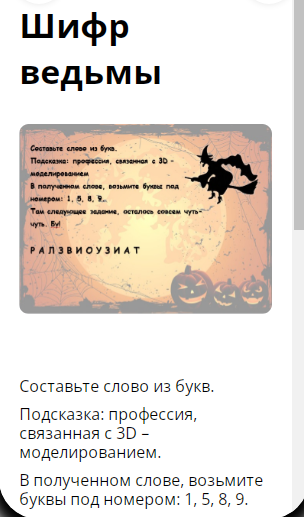 Шифр
ведьмы
Составьте слово из букв.
Подсказка: профессия, связанная с 3D -
моделированием
В полученном слове, возьмите буквы под
номером: 1, 5, 8, 9..
Там следующее задание, осталось совсем чуть-
чуть. Бу!
Р А Л З В И О У З И А Т
Составьте слово из букв.
Подсказка: профессия,
связанная с 3D –
моделированием.
В полученном слове, возьмите
буквы под номером: 1, 5, 8, 9.